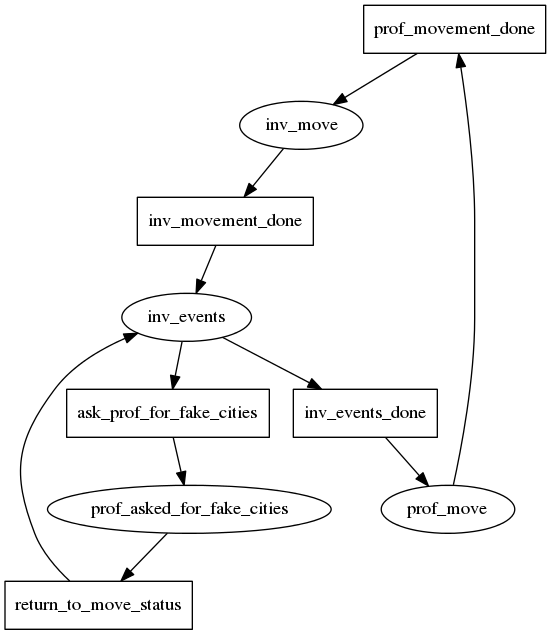 prof_movement_done
inv_move
inv_movement_done
inv_events
ask_prof_for_fake_cities
inv_events_done
prof_asked_for_fake_cities
prof_move
return_to_move_status